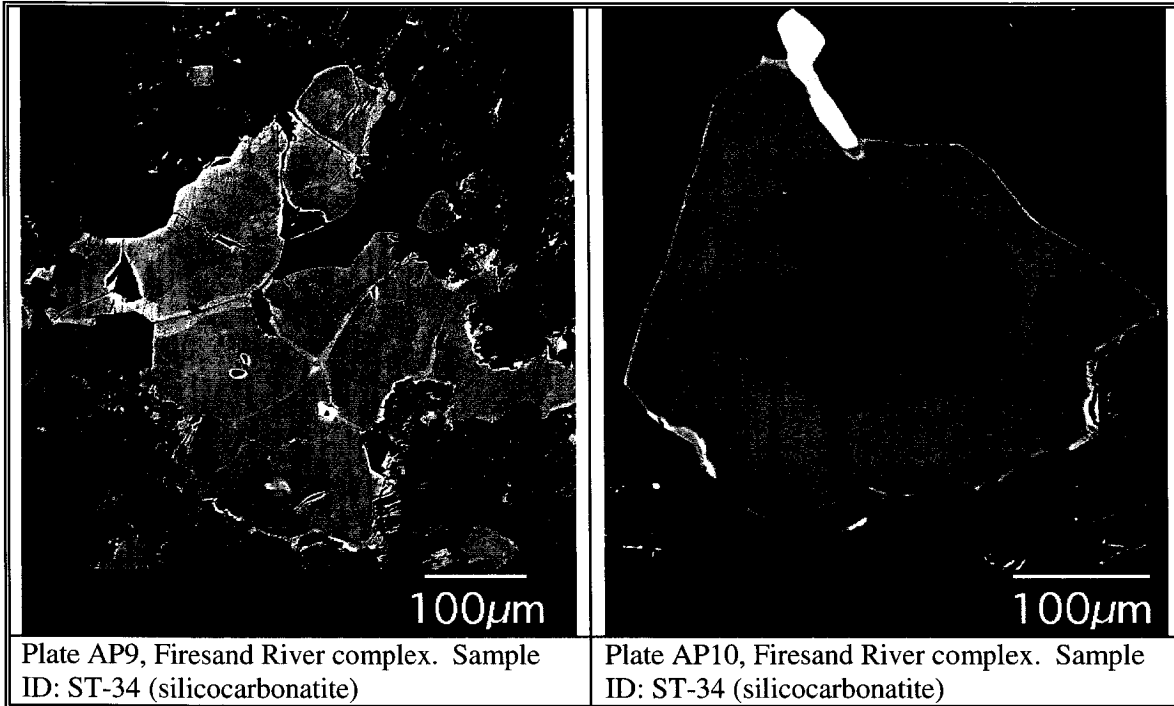 100µm
100µm
Plate AP9, Firesand River complex. Sample
ID: ST-34 (silicocarbonatite)
Plate AP10, Firesand River complex. Sample
ID: ST-34 (silicocarbonatite)